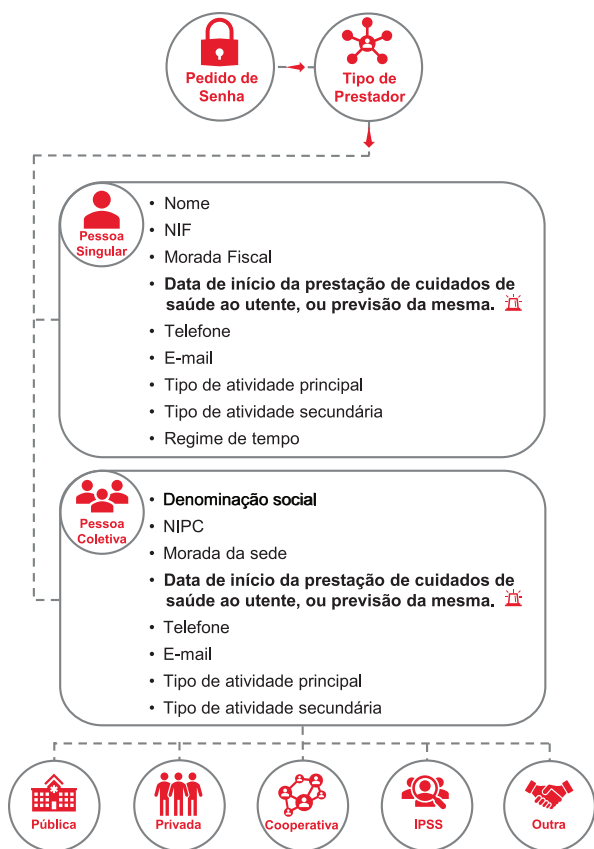 Pedido de
Senha
Tipo de
Prestador
Pessoa
Singular
• Nome
• NIF
• Morada Fiscal
• Data de início da prestação de cuidados de
saúde ao utente, ou previsão da mesma.
• Telefone
• E-mail
• Tipo de atividade principal
• Tipo de atividade secundária
• Regime de tempo
Pessoa
Coletiva
• Denominação social
• NIPC
• Morada da sede
• Data de início da prestação de cuidados de
saúde ao utente, ou previsão da mesma.
• Telefone
• E-mail
• Tipo de atividade principal
• Tipo de atividade secundária
Pública
Privada
Cooperativa
IPSS
Outra